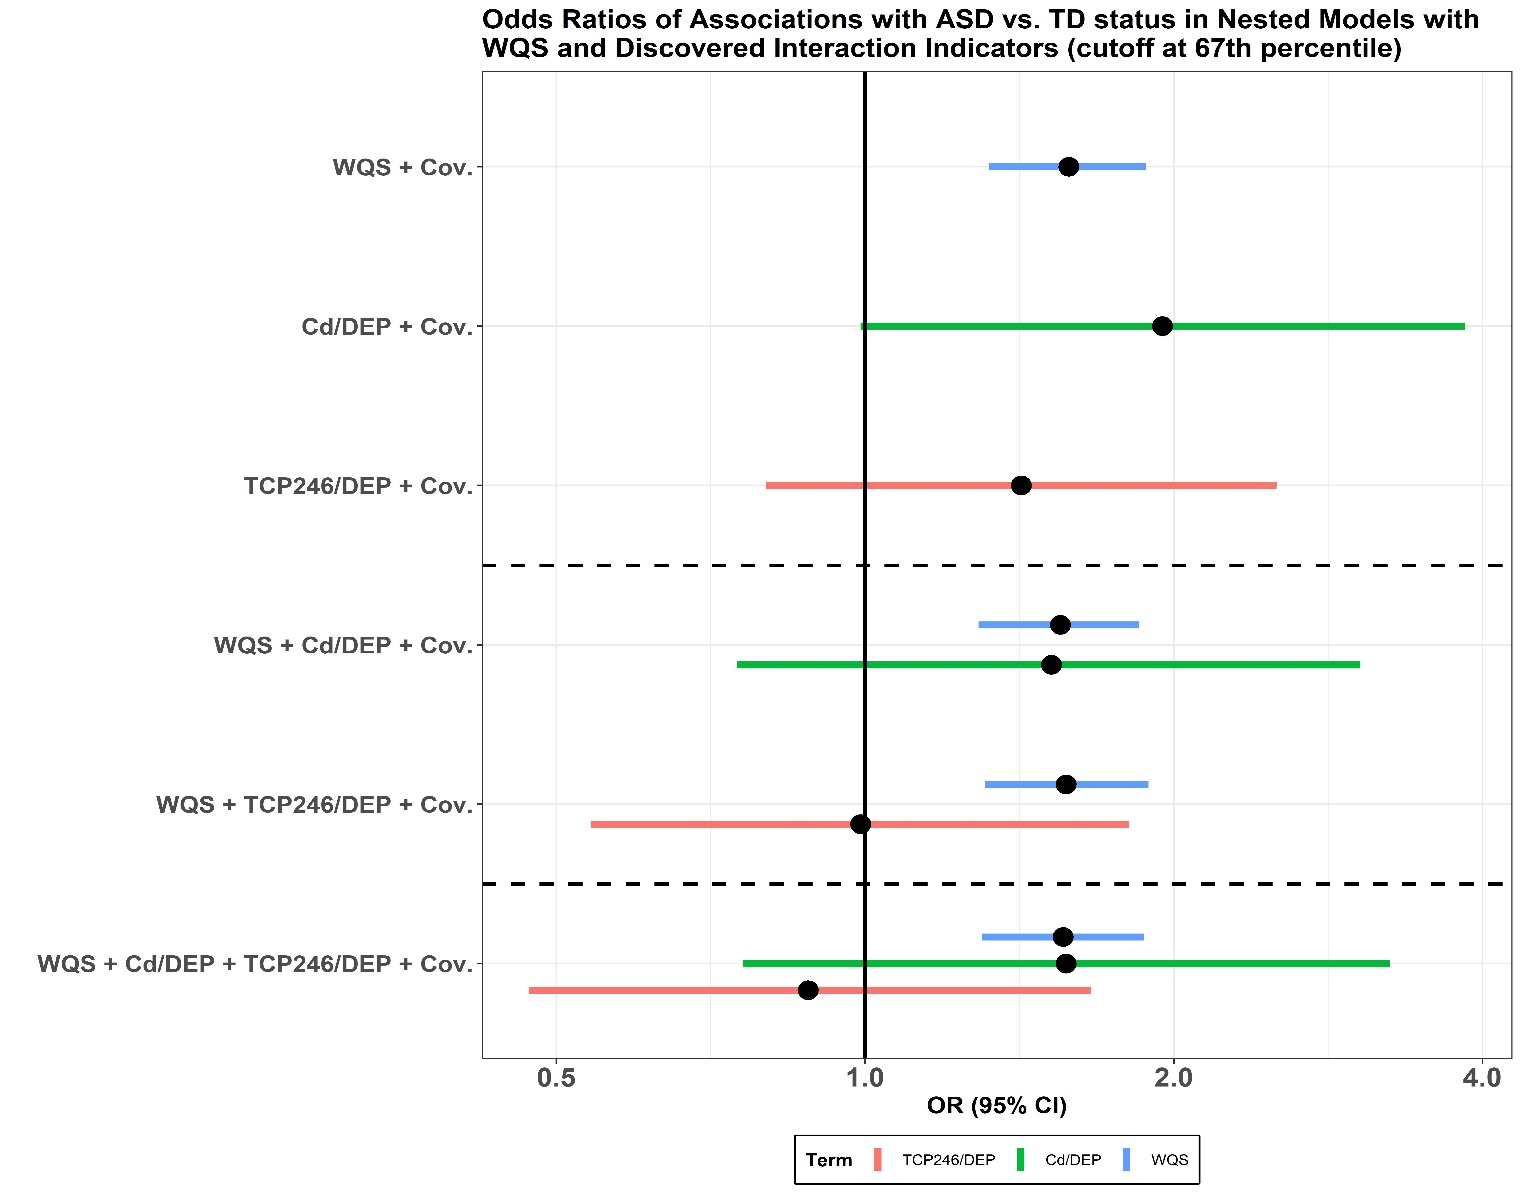 Odds Ratios of Associations with ASD vs. TD status in Nested Models with
WQS and Discovered Interaction Indicators (cutoff at 67th percentile)
WQS + Cov.
Cd/DEP + Cov.
TCP246/DEP + Cov.
WQS + Cd/DEP + Cov.
WQS + TCP246/DEP + Cov.
WQS + Cd/DEP + TCP246/DEP + Cov.
0.5 1.0 2.0 4.0
OR (95% CI)
Term TCP246/DEP Cd/DEP WQS